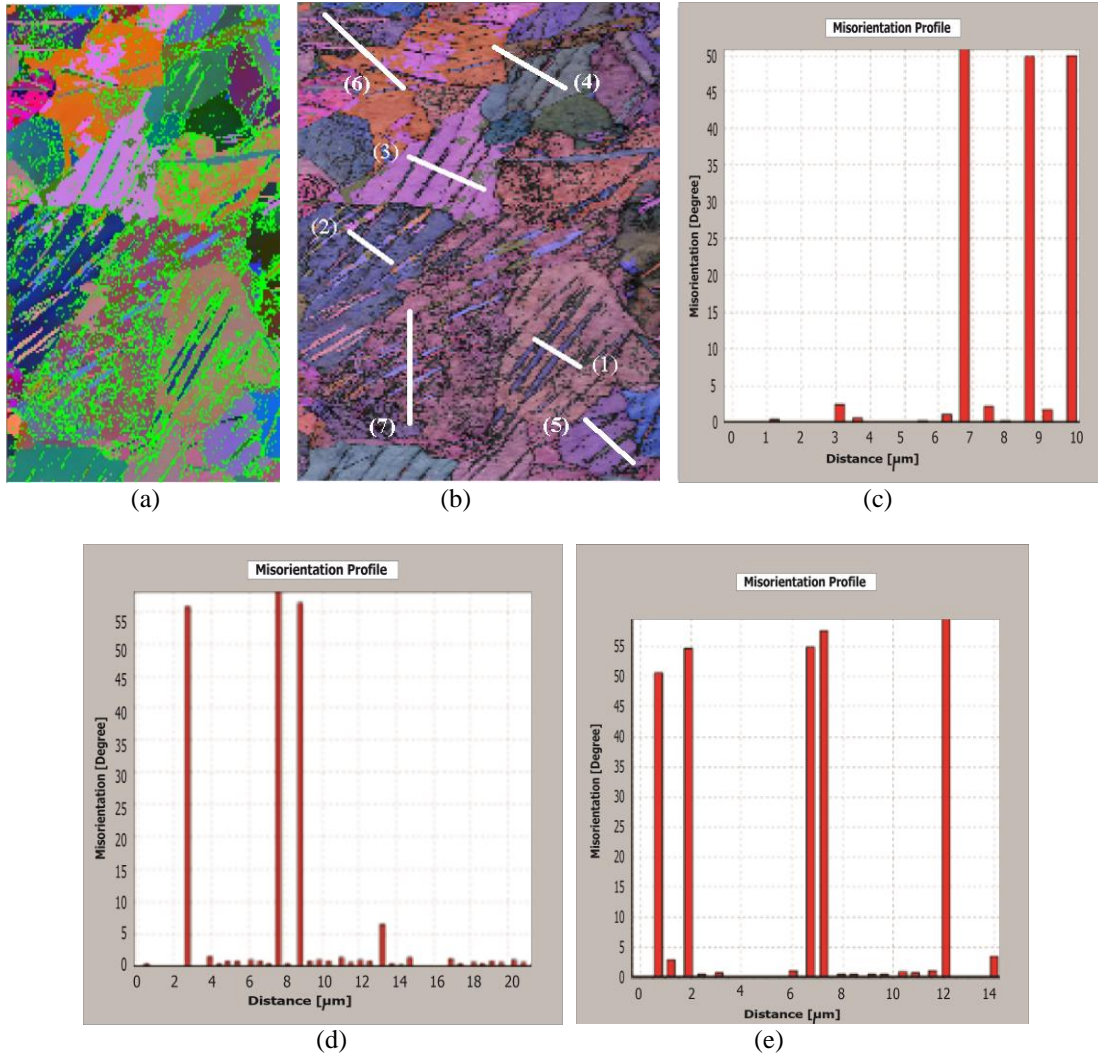 (6)
(4)
(3)
(2)
(1)
(7)
(5)
(a)
(b)
Misorientation Profile
Misorientation [Degree]
50
45
40
35
30
25
20
15
10
5
0
0 1 2 3 4 5 6 7 8 9 10
Distance [µm]
(c)
Misorientation Profile
Misorientation [Degree]
55
50
45
40
35
30
25
20
15
10
5
0
0 2 4 6 8 10 12 14 16 18 20
Distance [µm]
(d)
Misorientation Profile
Misorientation [Degree]
55
50
45
40
35
30
25
20
15
10
5
0
0 2 4 6 8 10 12 14
Distance [µm]
(e)